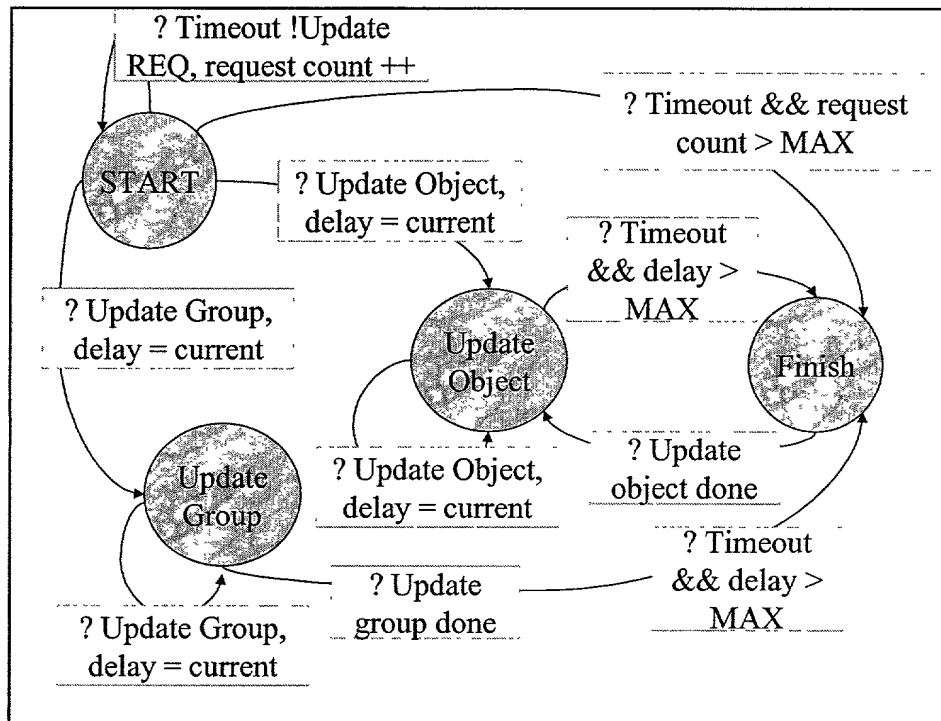 ? Timeout !Update
REQ, request count ++
? Timeout && request
count > MAX
START
? Update Object,
delay = current
? Timeout
&& delay >
MAX
? Update Group,
delay = current
Update
Object
Finish
? Update
object done
? Update Object,
delay = current
Update
Group
? Timeout
&& delay >
MAX
? Update
group done
? Update Group,
delay = current